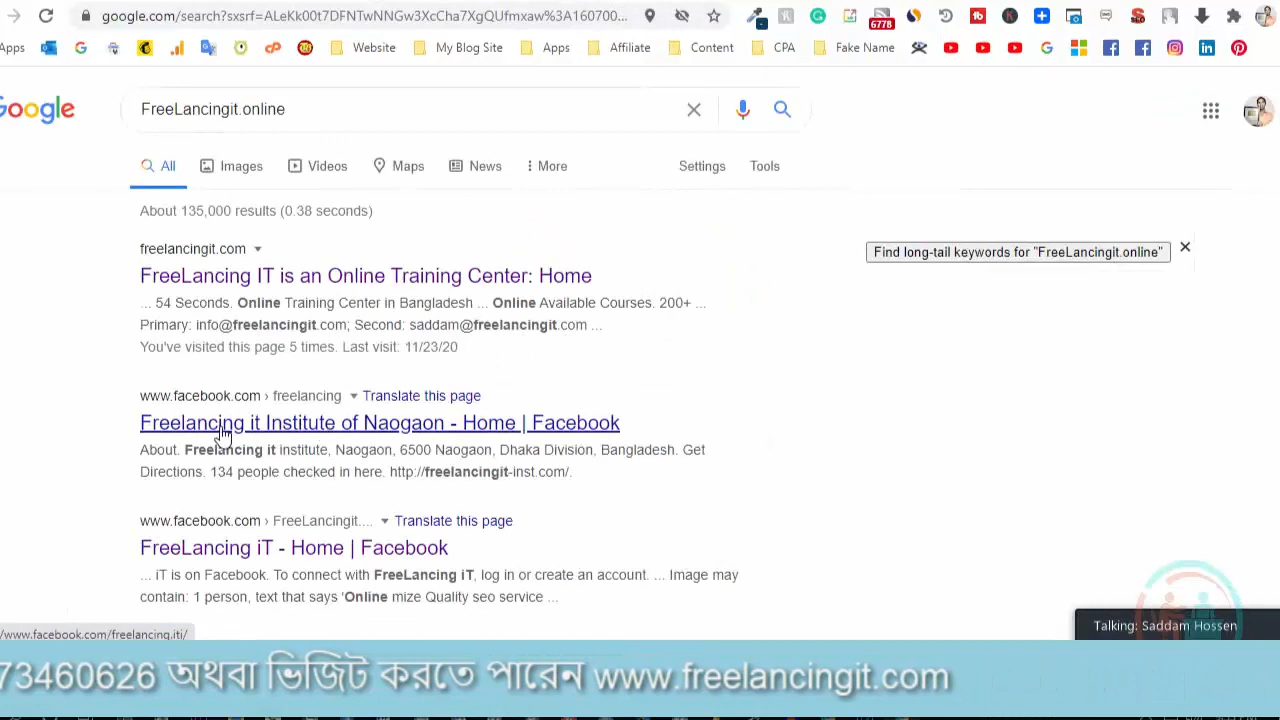 google.com/search?sxsrf=ALeKk00t7DFNTwNNGw3XcCha7XgQUfmxaw%3A160700...
6778
Apps
Website
My Blog Site
Apps
Affiliate
Content
CPA
Fake Name
Google
FreeLancingit.online
All
Images
Videos
Maps
News
More
Settings
Tools
About 135,000 results (0.38 seconds)
freelancingit.com
Find long-tail keywords for "FreeLancingit.online"
FreeLancing IT is an Online Training Center: Home
... 54 Seconds. Online Training Center in Bangladesh ... Online Available Courses. 200+ ...
Primary: info@freelancingit.com; Second: saddam@freelancingit.com ...
You've visited this page 5 times. Last visit: 11/23/20
www.facebook.com › freelancing
Translate this page
Freelancing it Institute of Naogaon - Home | Facebook
About. Freelancing it institute, Naogaon, 6500 Naogaon, Dhaka Division, Bangladesh. Get
Directions. 134 people checked in here. http://freelancingit-inst.com/.
www.facebook.com › FreeLancingit....
Translate this page
FreeLancing iT - Home | Facebook
... iT is on Facebook. To connect with FreeLancing iT, log in or create an account. ... Image may
contain: 1 person, text that says 'Online mize Quality seo service ...
Talking: Saddam Hossen
/www.facebook.com/freelancing.iti/
73460626 অথবা ভিজিট করতে পারেন www.freelancingit.com